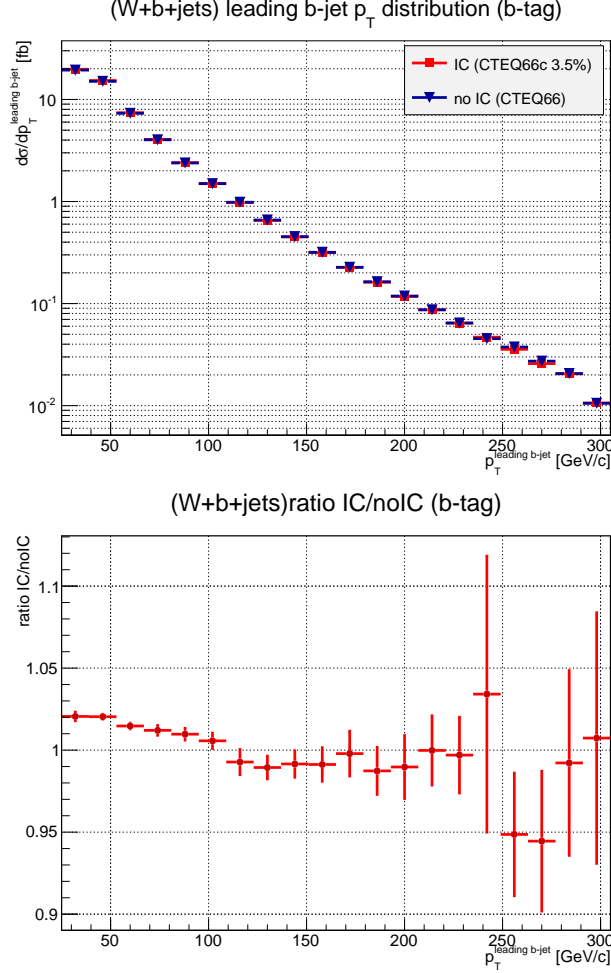 (W+b+jets) leading b-jet p_T distribution (b-tag)
dσ/dp_T^leading b-jet [fb]
IC (CTEQ66c 3.5%)
no IC (CTEQ66)
10
1
10^-1
10^-2
50 100 150 200 250 300
p_T^leading b-jet [GeV/c]
(W+b+jets)ratio IC/noIC (b-tag)
ratio IC/noIC
1.1
1.05
1
0.95
0.9
50 100 150 200 250 300
p_T^leading b-jet [GeV/c]